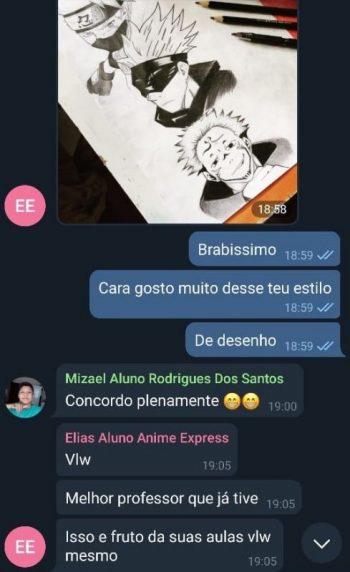 18:58
EE
Brabissimo 18:59
Cara gosto muito desse teu estilo
18:59
De desenho 18:59
Mizael Aluno Rodrigues Dos Santos
Concordo plenamente 😁😁 19:00
Elias Aluno Anime Express
Vlw 19:05
Melhor professor que já tive 19:05
Isso e fruto da suas aulas vlw
mesmo 19:05
EE